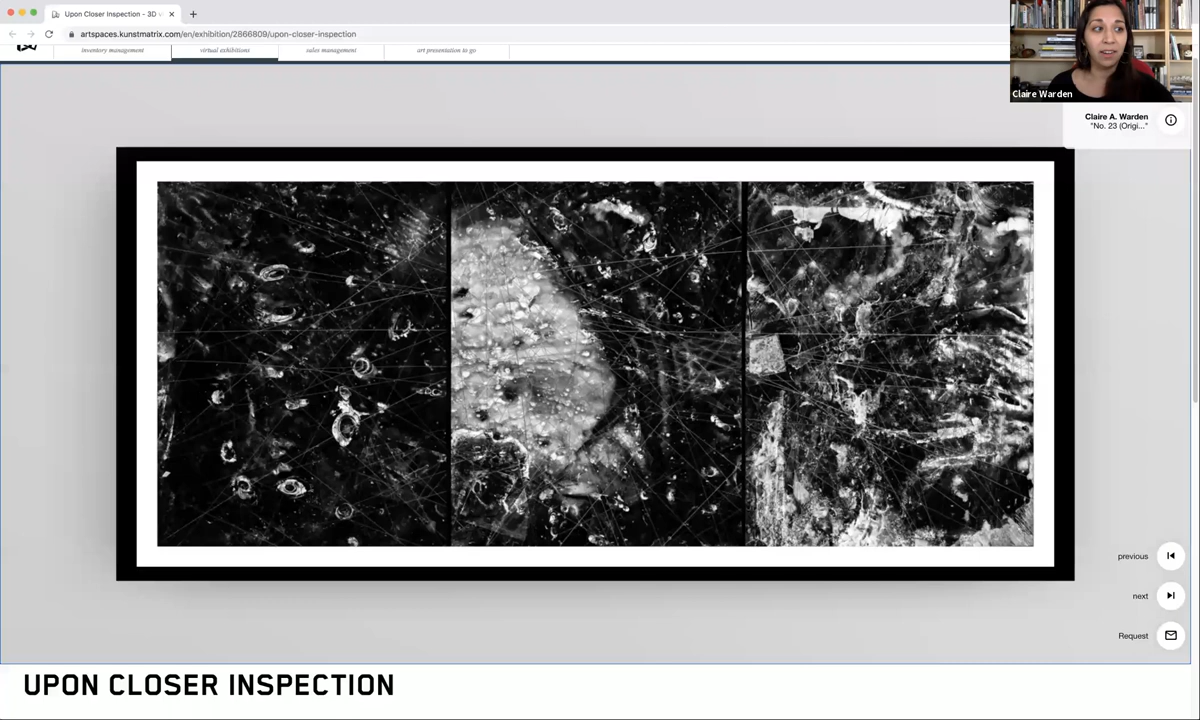 Upon Closer Inspection - 3D
artspaces.kunstmatrix.com/en/exhibition/2866809/upon-closer-inspection
inventory management
virtual exhibitions
sales management
art presentation to go
Claire Warden
Claire A. Warden
"No. 23 (Origi..."
previous
next
Request
UPON CLOSER INSPECTION